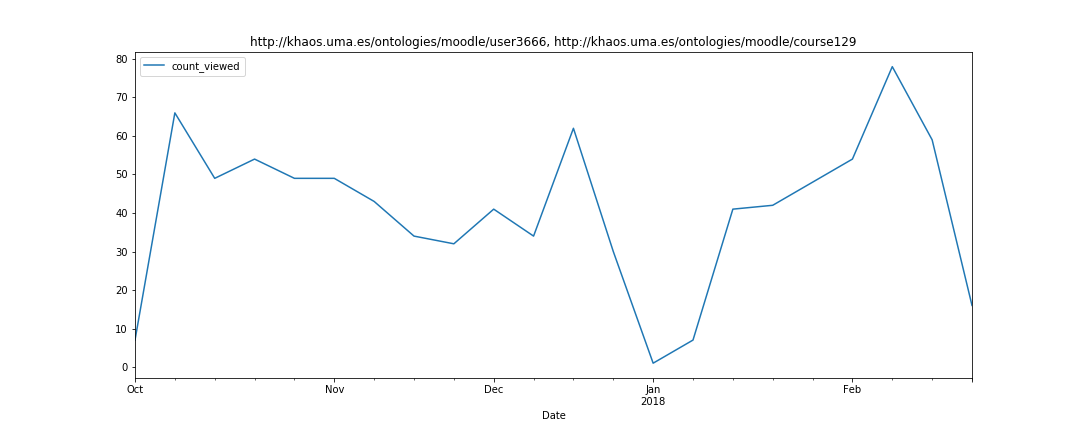 http://khaos.uma.es/ontologies/moodle/user3666, http://khaos.uma.es/ontologies/moodle/course129
count_viewed
80
70
60
50
40
30
20
10
0
Oct Nov Dec Jan Feb
2018
Date